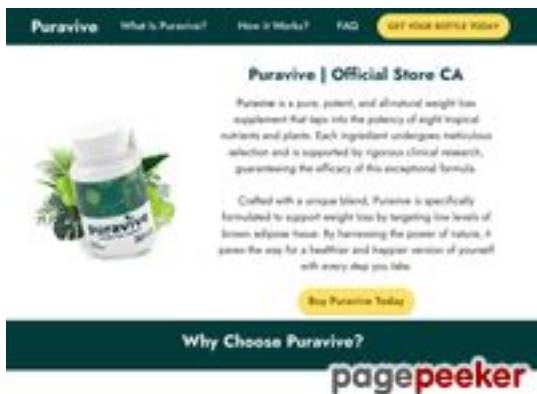 Puravive What Is Puravive? How it Works? FAQ GET YOUR BOTTLE TODAY
Puravive | Official Store CA
Puravive is a pure, potent, and all-natural weight loss
supplement that taps into the potency of eight tropical
nutrients and plants. Each ingredient undergoes meticulous
selection and is supported by rigorous clinical research,
guaranteeing the efficacy of this exceptional formula.
Crafted with a unique blend, Puravive is specifically
formulated to support weight loss by targeting low levels of
brown adipose tissue. By harnessing the power of nature, it
paves the way for a healthier and happier version of yourself
with every step you take.
puravive
Buy Puravive Today
Why Choose Puravive?
pagepeeker